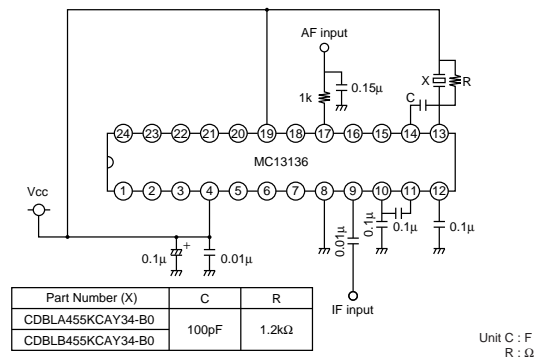 AF input
X R
0.15μ
1k
C
24 23 22 21 20 19 18 17 16 15 14 13
MC13136
1 2 3 4 5 6 7 8 9 10 11 12
Vcc
0.1μ + 0.01μ
0.01μ
0.1μ
0.1μ
0.1μ
IF input
Part Number (X) C R
CDBLA455KCAY34-B0 100pF 1.2kΩ
CDBLB455KCAY34-B0
Unit C : F
R : Ω